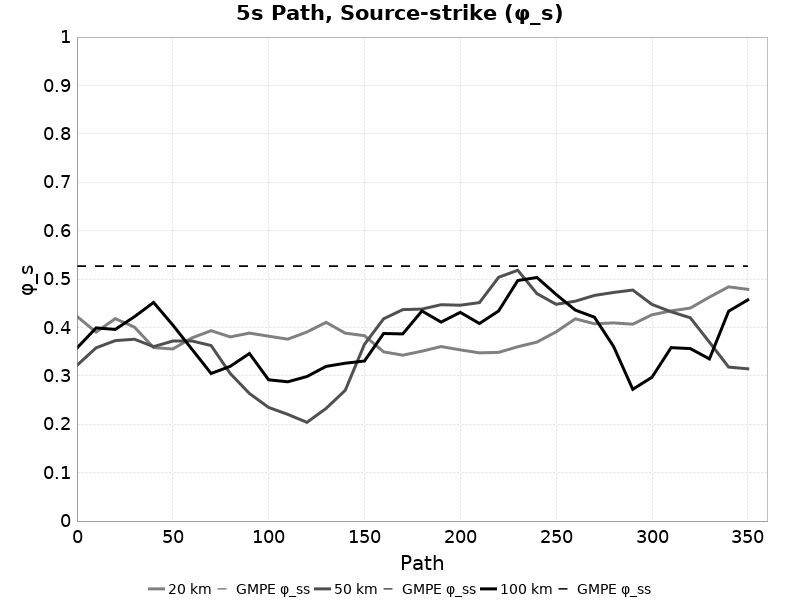 5s Path, Source-strike (φ_s)
φ_s
1
0.9
0.8
0.7
0.6
0.5
0.4
0.3
0.2
0.1
0
0 50 100 150 200 250 300 350
Path
20 km GMPE φ_ss 50 km GMPE φ_ss 100 km GMPE φ_ss